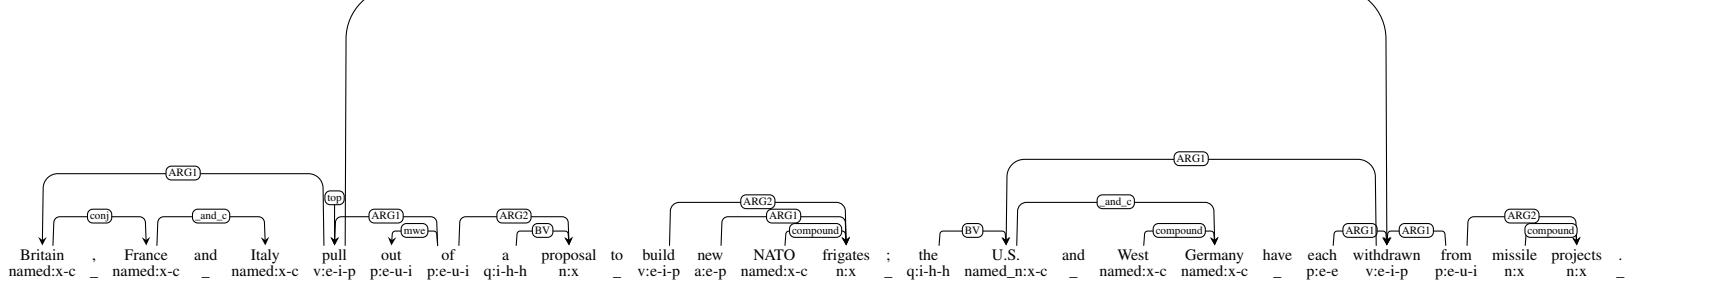 ARG1
ARG1
top
ARG2
conj
_and_c
ARG1
ARG2
ARG1
_and_c
ARG2
mwe
BV
compound
BV
compound
ARG1
ARG1
compound
Britain , France and Italy pull out of a proposal to build new NATO frigates ; the U.S. and West Germany have each withdrawn from missile projects .
named:x-c _ named:x-c _ named:x-c v:e-i-p p:e-u-i p:e-u-i q:i-h-h n:x _ v:e-i-p a:e-p named:x-c n:x _ q:i-h-h named_n:x-c _ named:x-c named:x-c _ p:e-e v:e-i-p p:e-u-i n:x n:x _